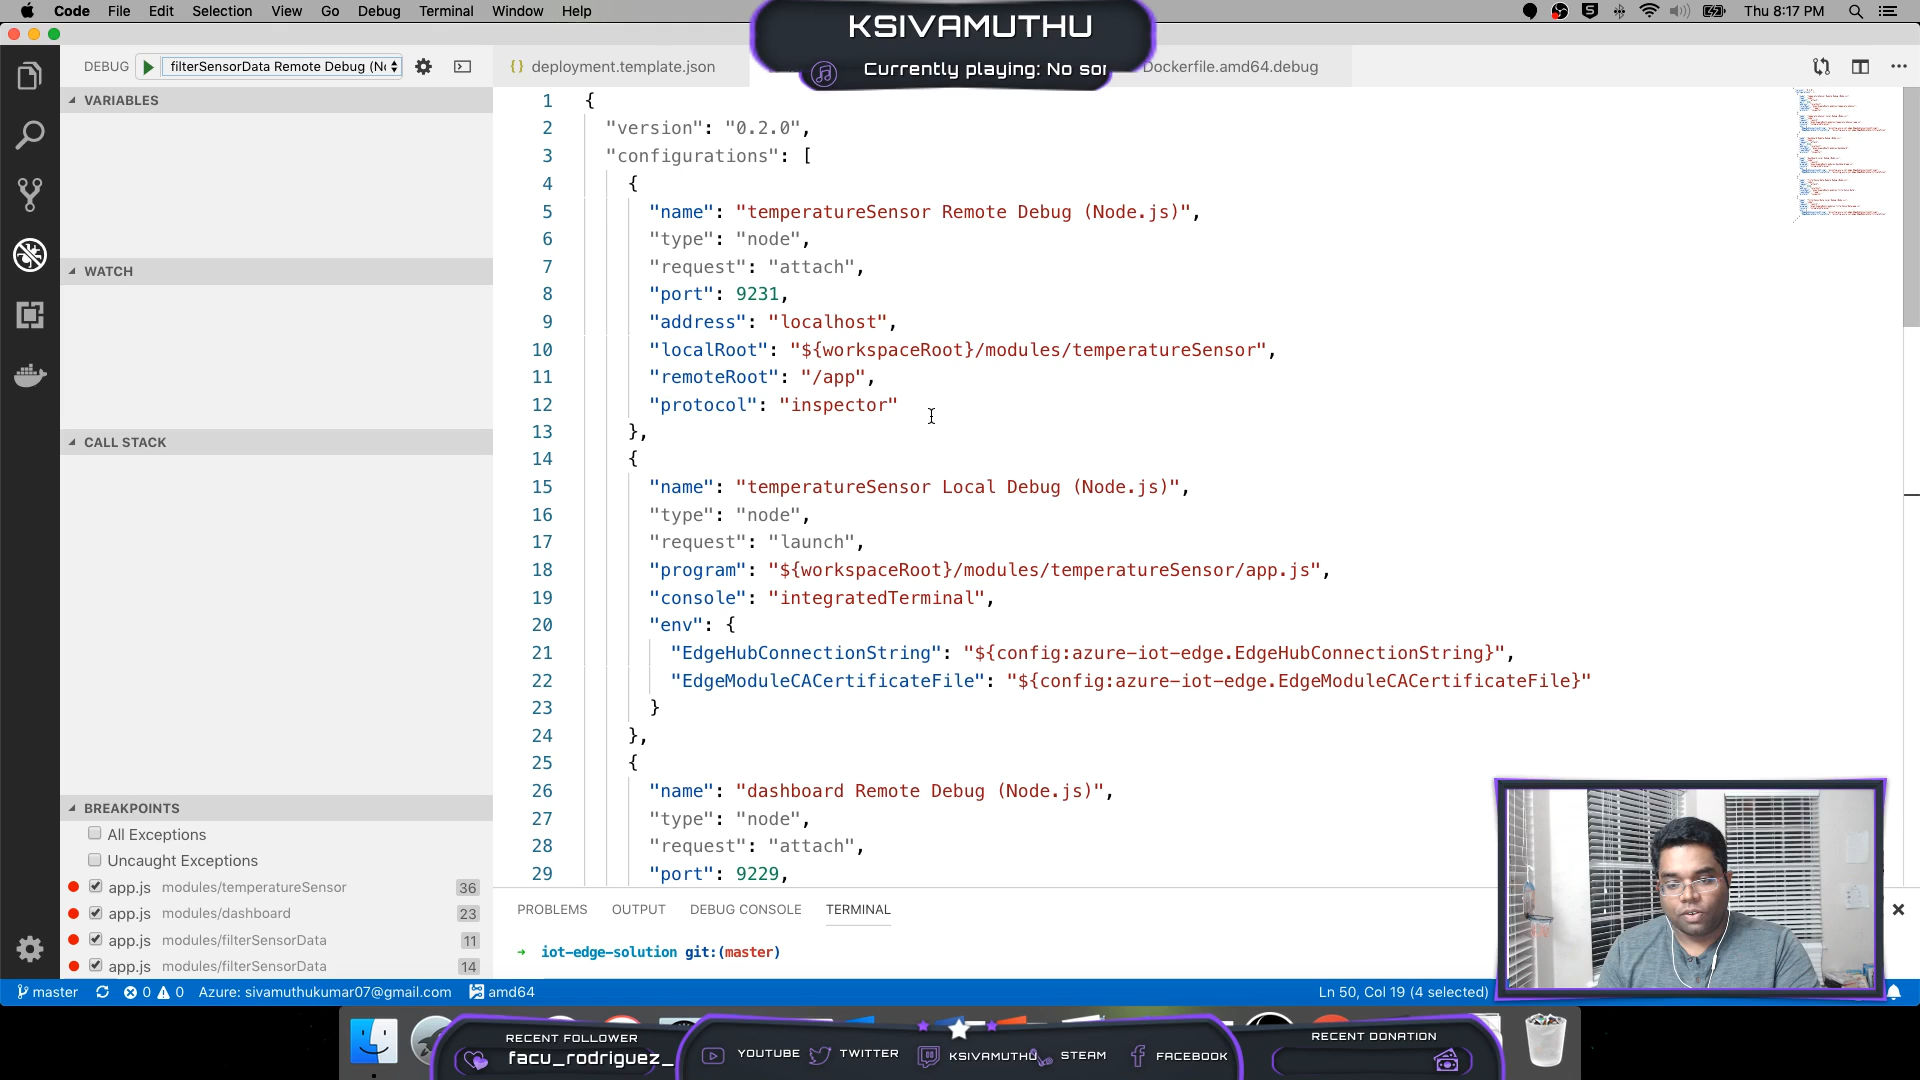 Code File Edit Selection View Go Debug Terminal Window Help
Thu 8:17 PM
KSIVAMUTHU
Currently playing: No
DEBUG filterSensorData Remote Debug
{} deployment.template.json
Dockerfile.amd64.debug
VARIABLES
WATCH
CALL STACK
BREAKPOINTS
All Exceptions
Uncaught Exceptions
app.js modules/temperatureSensor 36
app.js modules/dashboard 23
app.js modules/filterSensorData 11
app.js modules/filterSensorData 14
1 {
2 "version": "0.2.0",
3 "configurations": [
4 {
5 "name": "temperatureSensor Remote Debug (Node.js)",
6 "type": "node",
7 "request": "attach",
8 "port": 9231,
9 "address": "localhost",
10 "localRoot": "${workspaceRoot}/modules/temperatureSensor",
11 "remoteRoot": "/app",
12 "protocol": "inspector"
13 },
14 {
15 "name": "temperatureSensor Local Debug (Node.js)",
16 "type": "node",
17 "request": "launch",
18 "program": "${workspaceRoot}/modules/temperatureSensor/app.js",
19 "console": "integratedTerminal",
20 "env": {
21 "EdgeHubConnectionString": "${config:azure-iot-edge.EdgeHubConnectionString}",
22 "EdgeModuleCACertificateFile": "${config:azure-iot-edge.EdgeModuleCACertificateFile}"
23 }
24 },
25 {
26 "name": "dashboard Remote Debug (Node.js)",
27 "type": "node",
28 "request": "attach",
29 "port": 9229,
PROBLEMS OUTPUT DEBUG CONSOLE TERMINAL
→ iot-edge-solution git:(master)
master 0 0 Azure: sivamuthukumar07@gmail.com amd64
Ln 50, Col 19 (4 selected)
RECENT FOLLOWER
facu_rodriguez_
YOUTUBE TWITTER KSIVAMUTHU STEAM FACEBOOK
RECENT DONATION